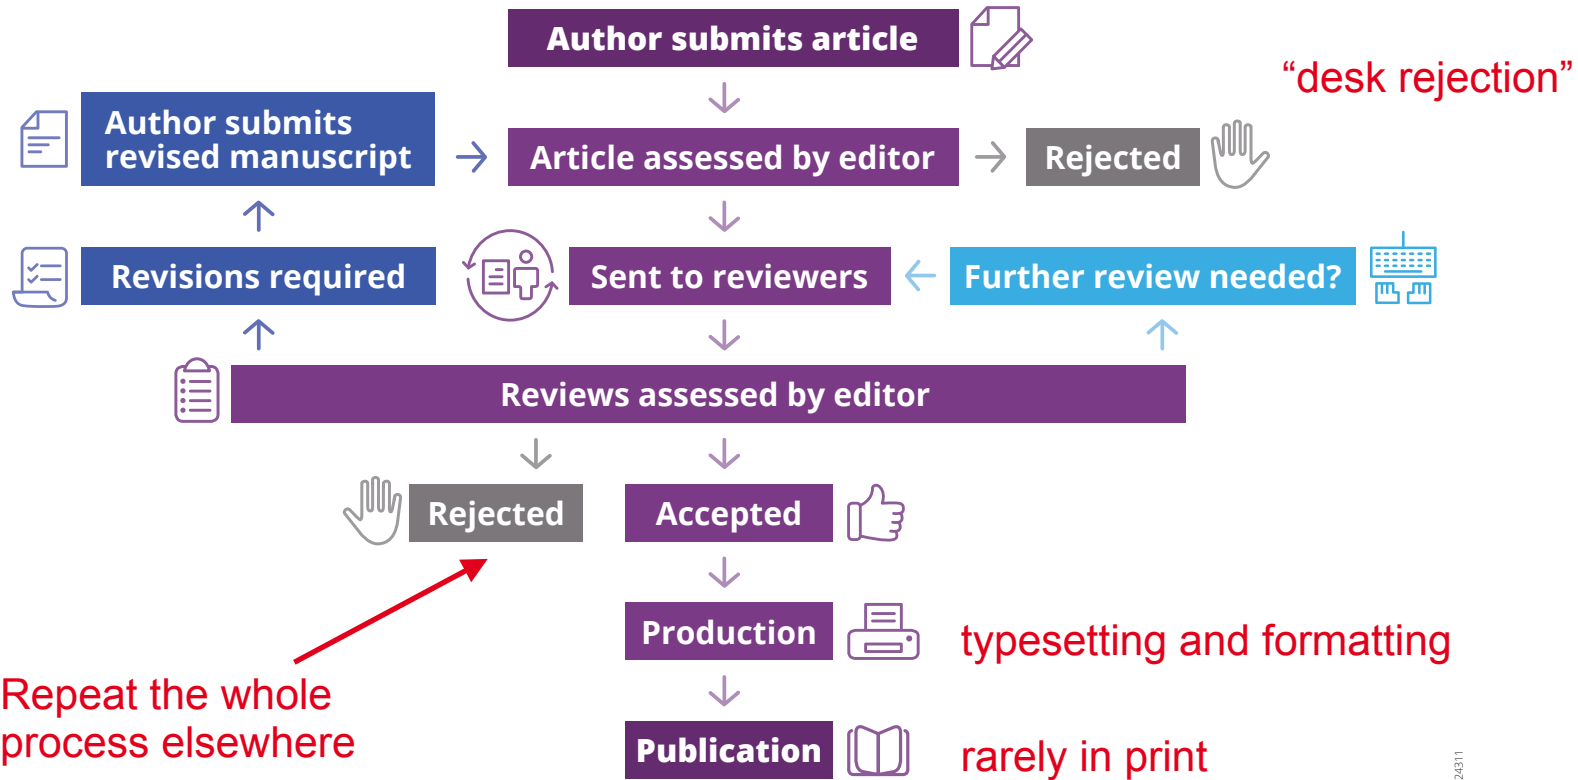 Author submits article
“desk rejection”
Author submits
revised manuscript
Article assessed by editor
Rejected
Revisions required
Sent to reviewers
Further review needed?
Reviews assessed by editor
Rejected
Accepted
Production
typesetting and formatting
Repeat the whole
process elsewhere
Publication
rarely in print
24311